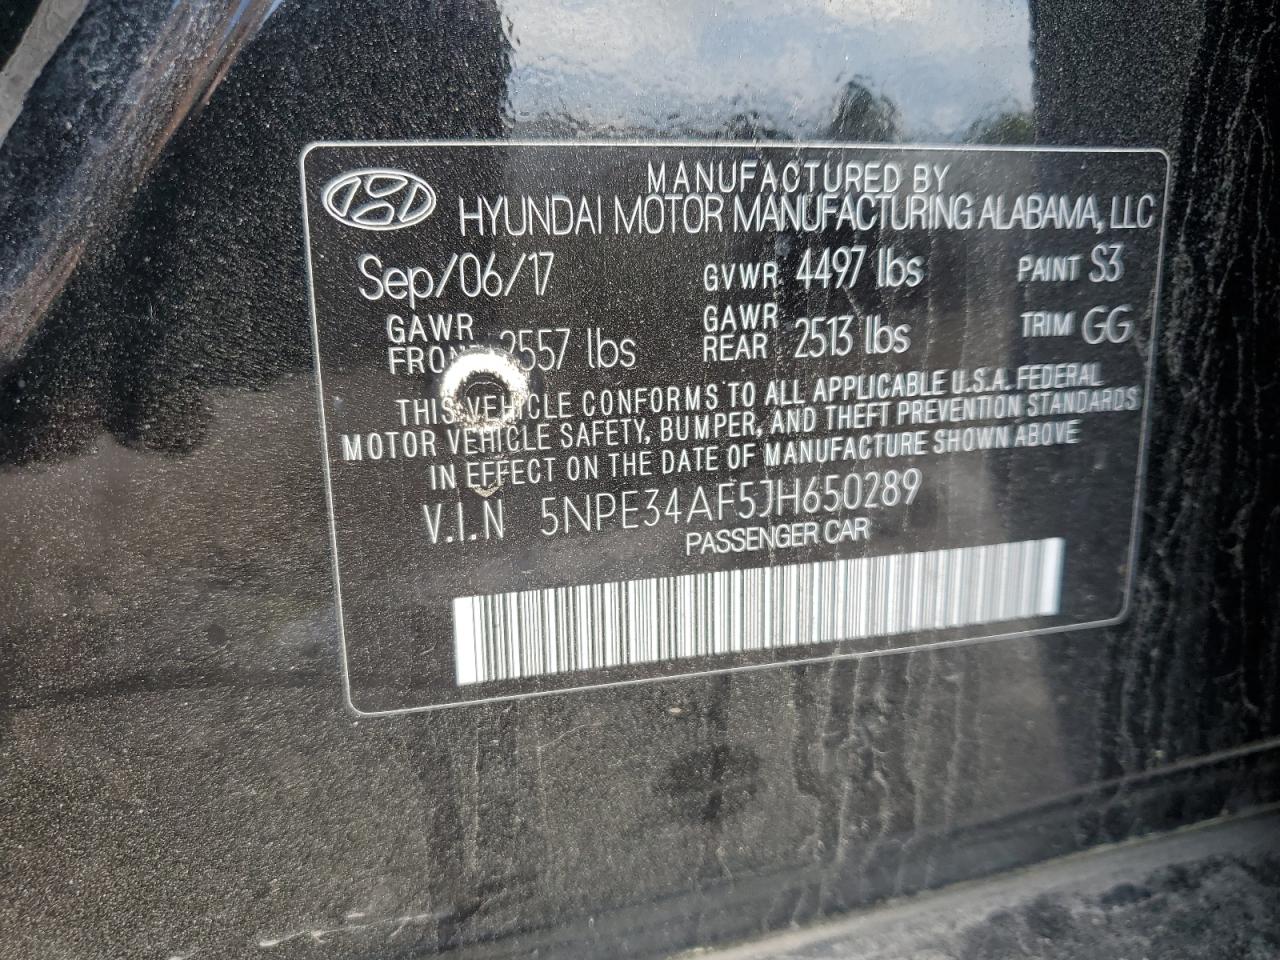 MANUFACTURED BY
HYUNDAI MOTOR MANUFACTURING ALABAMA, LLC
Sep/06/17 GVWR 4497 lbs PAINT S3
GAWR FRONT 2557 lbs GAWR REAR 2513 lbs TRIM GG
THIS VEHICLE CONFORMS TO ALL APPLICABLE U.S.A. FEDERAL
MOTOR VEHICLE SAFETY, BUMPER, AND THEFT PREVENTION STANDARDS
IN EFFECT ON THE DATE OF MANUFACTURE SHOWN ABOVE
V.I.N 5NPE34AF5JH650289
PASSENGER CAR